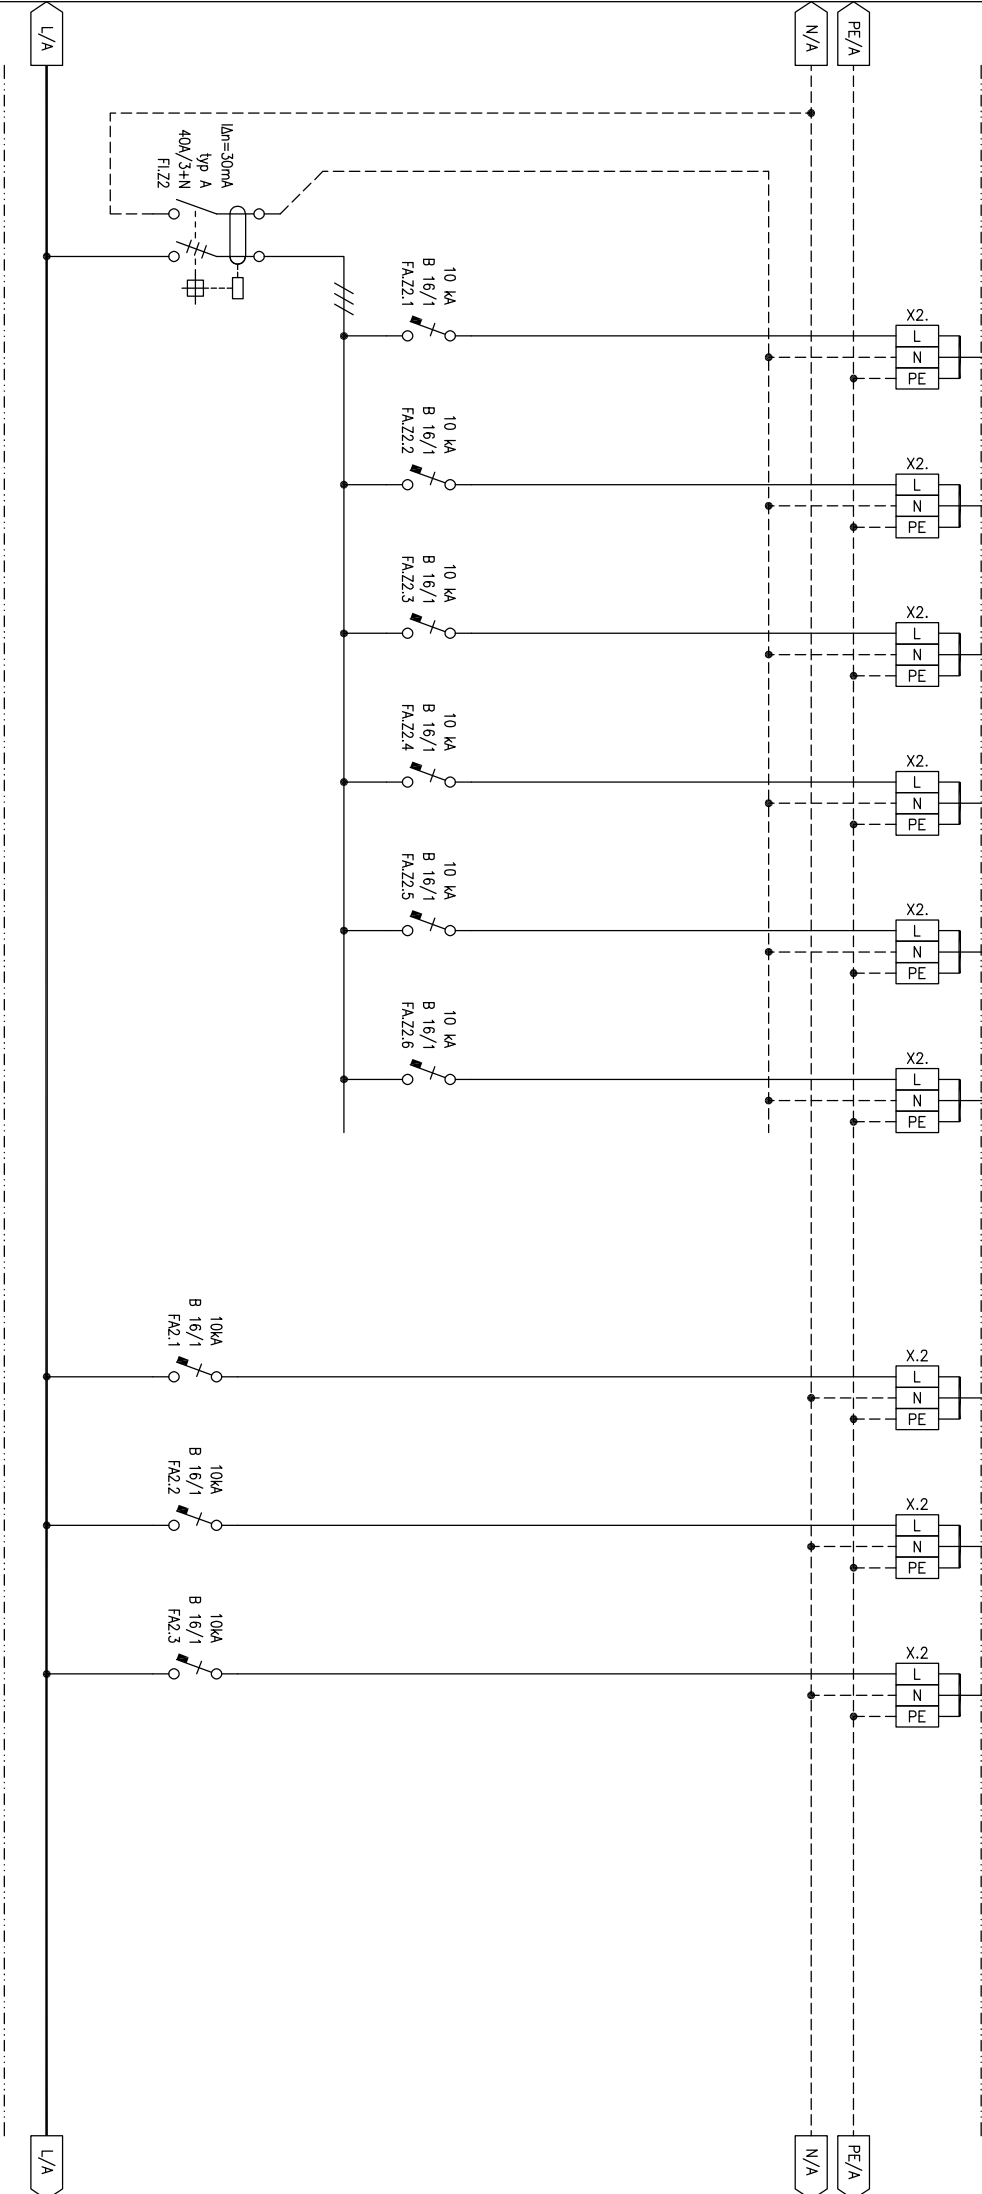 L/A
N/A
PE/A
IΔn=30mA
typ A
40A/3+N
FI.Z2
10 kA
B 16/1
FA.Z2.1
X2.
L
N
PE
10 kA
B 16/1
FA.Z2.2
X2.
L
N
PE
10 kA
B 16/1
FA.Z2.3
X2.
L
N
PE
10 kA
B 16/1
FA.Z2.4
X2.
L
N
PE
10 kA
B 16/1
FA.Z2.5
X2.
L
N
PE
10 kA
B 16/1
FA.Z2.6
X2.
L
N
PE
10kA
B 16/1
FA2.1
X.2
L
N
PE
10kA
B 16/1
FA2.2
X.2
L
N
PE
10kA
B 16/1
FA2.3
X.2
L
N
PE
L/A
N/A
PE/A